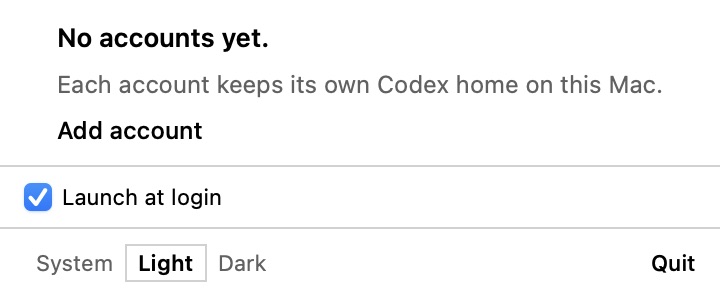 No accounts yet.
Each account keeps its own Codex home on this Mac.
Add account
Launch at login
System Light Dark Quit